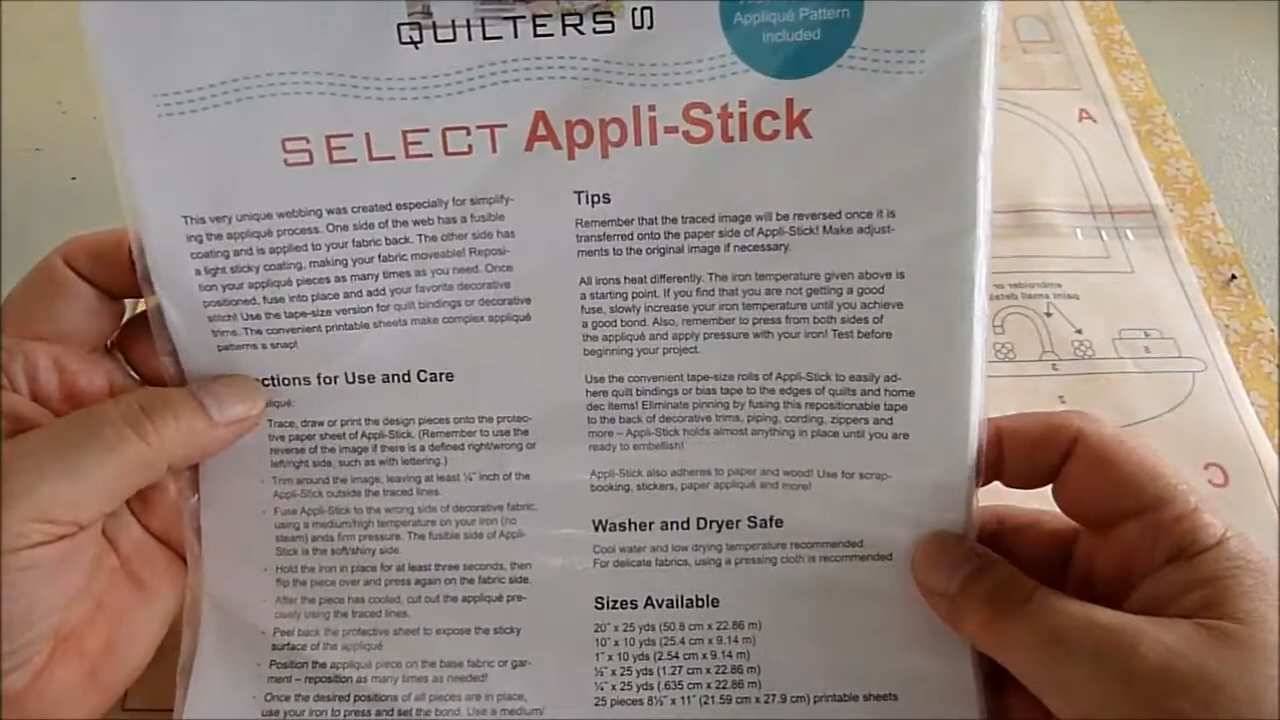 QUILTERS S
Appliqué Pattern
included
SELECT Appli-Stick
This very unique webbing was created especially for simplify-
ing the appliqué process. One side of the web has a fusible
coating and is applied to your fabric back. The other side has
a light sticky coating, making your fabric moveable! Reposi-
tion your appliqué pieces as many times as you need. Once
positioned, fuse into place and add your favorite decorative
stitch! Use the tape-size version for quilt bindings or decorative
trims. The convenient printable sheets make complex appliqué
patterns a snap!
ctions for Use and Care
liqué:
Trace, draw or print the design pieces onto the protec-
tive paper sheet of Appli-Stick. (Remember to use the
reverse of the image if there is a defined right/wrong or
left/right side, such as with lettering.)
Trim around the image, leaving at least ¼" inch of the
Appli-Stick outside the traced lines.
Fuse Appli-Stick to the wrong side of decorative fabric,
using a medium/high temperature on your iron (no
steam) ands firm pressure. The fusible side of Appli-
Stick is the soft/shiny side.
Hold the iron in place for at least three seconds, then
flip the piece over and press again on the fabric side.
After the piece has cooled, cut out the appliqué pre-
cisely using the traced lines.
Peel back the protective sheet to expose the sticky
surface of the appliqué.
Position the appliqué piece on the base fabric or gar-
ment – reposition as many times as needed!
Once the desired positions of all pieces are in place,
use your iron to press and set the bond. Use a medium/
Tips
Remember that the traced image will be reversed once it is
transferred onto the paper side of Appli-Stick! Make adjust-
ments to the original image if necessary.
All irons heat differently. The iron temperature given above is
a starting point. If you find that you are not getting a good
fuse, slowly increase your iron temperature until you achieve
a good bond. Also, remember to press from both sides of
the appliqué and apply pressure with your iron! Test before
beginning your project.
Use the convenient tape-size rolls of Appli-Stick to easily ad-
here quilt bindings or bias tape to the edges of quilts and home
dec items! Eliminate pinning by fusing this repositionable tape
to the back of decorative trims, piping, cording, zippers and
more – Appli-Stick holds almost anything in place until you are
ready to embellish!
Appli-Stick also adheres to paper and wood! Use for scrap-
booking, stickers, paper appliqué and more!
Washer and Dryer Safe
Cool water and low drying temperature recommended.
For delicate fabrics, using a pressing cloth is recommended.
Sizes Available
20" x 25 yds (50.8 cm x 22.86 m)
10" x 10 yds (25.4 cm x 9.14 m)
1" x 10 yds (2.54 cm x 9.14 m)
½" x 25 yds (1.27 cm x 22.86 m)
¼" x 25 yds (.635 cm x 22.86 m)
25 pieces 8½" x 11" (21.59 cm x 27.9 cm) printable sheets
A
embroider or
paint small details
C